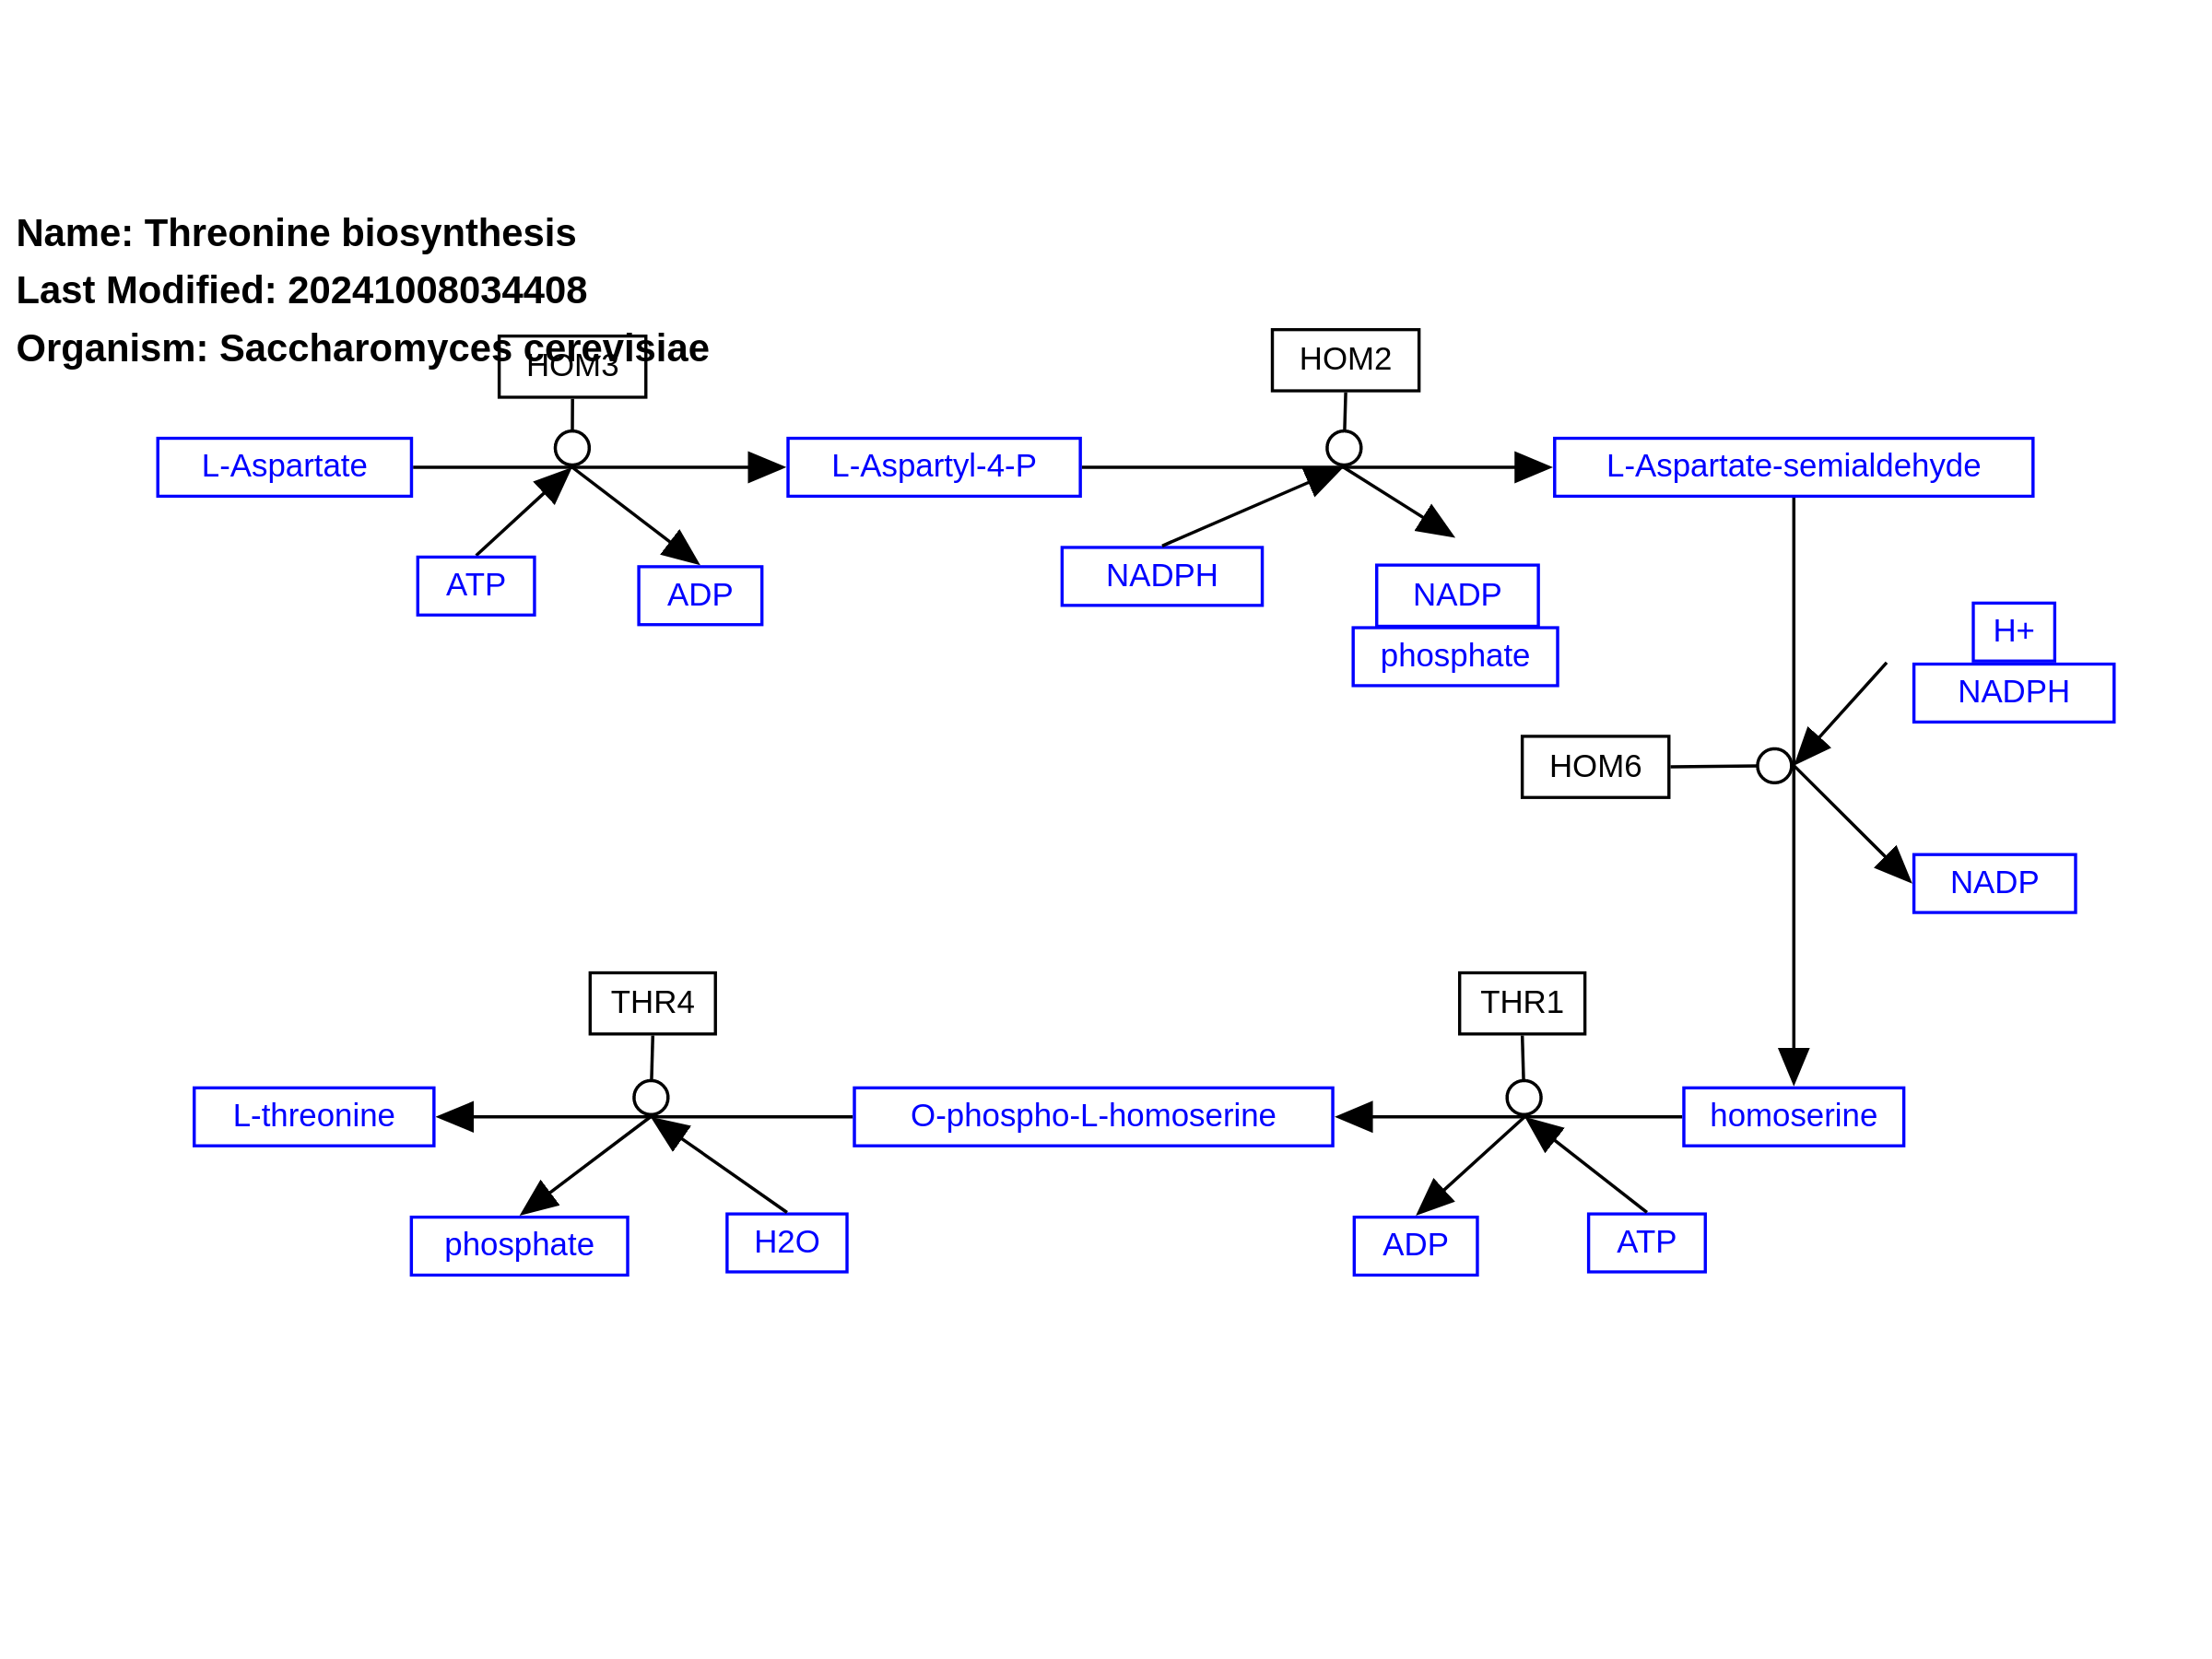 Name: Threonine biosynthesis
Last Modified: 20241008034408
Organism: Saccharomyces cerevisiae
HOM3
HOM2
L-Aspartate
L-Aspartyl-4-P
L-Aspartate-semialdehyde
ATP
ADP
NADPH
NADP
phosphate
H+
NADPH
HOM6
NADP
THR4
THR1
L-threonine
O-phospho-L-homoserine
homoserine
phosphate
H2O
ADP
ATP